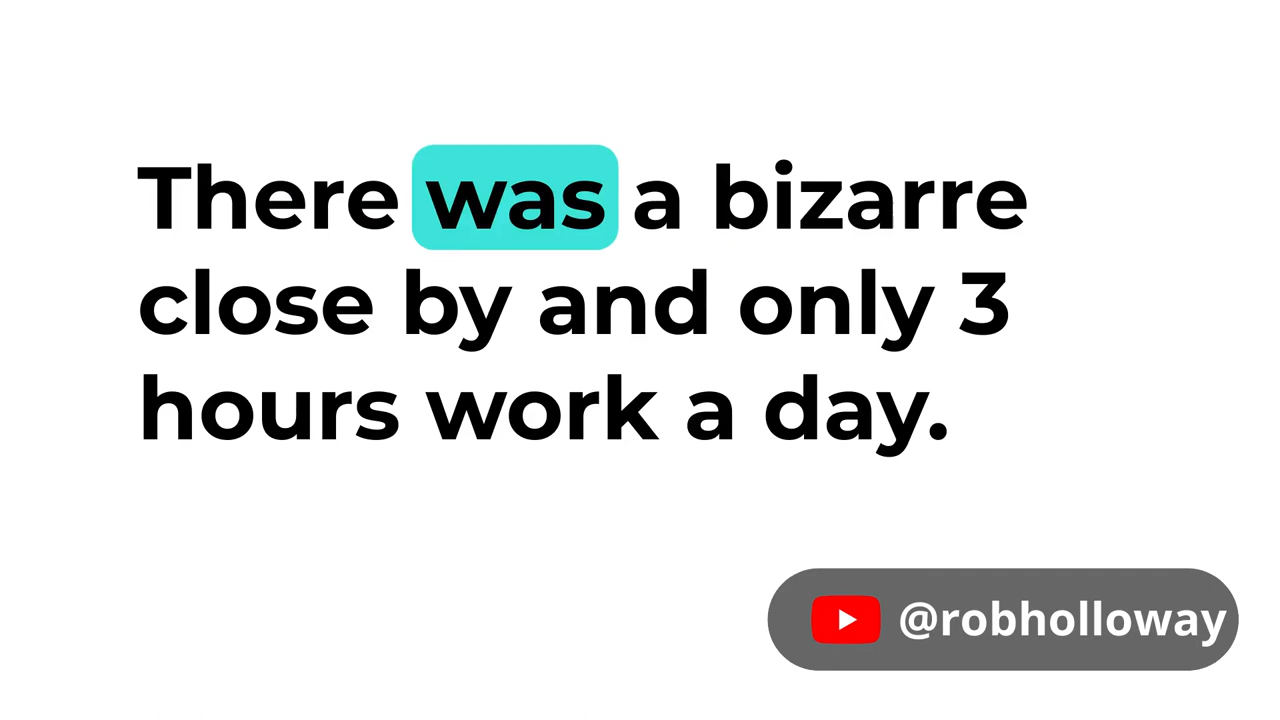 There was a bizarre
close by and only 3
hours work a day.
@robholloway